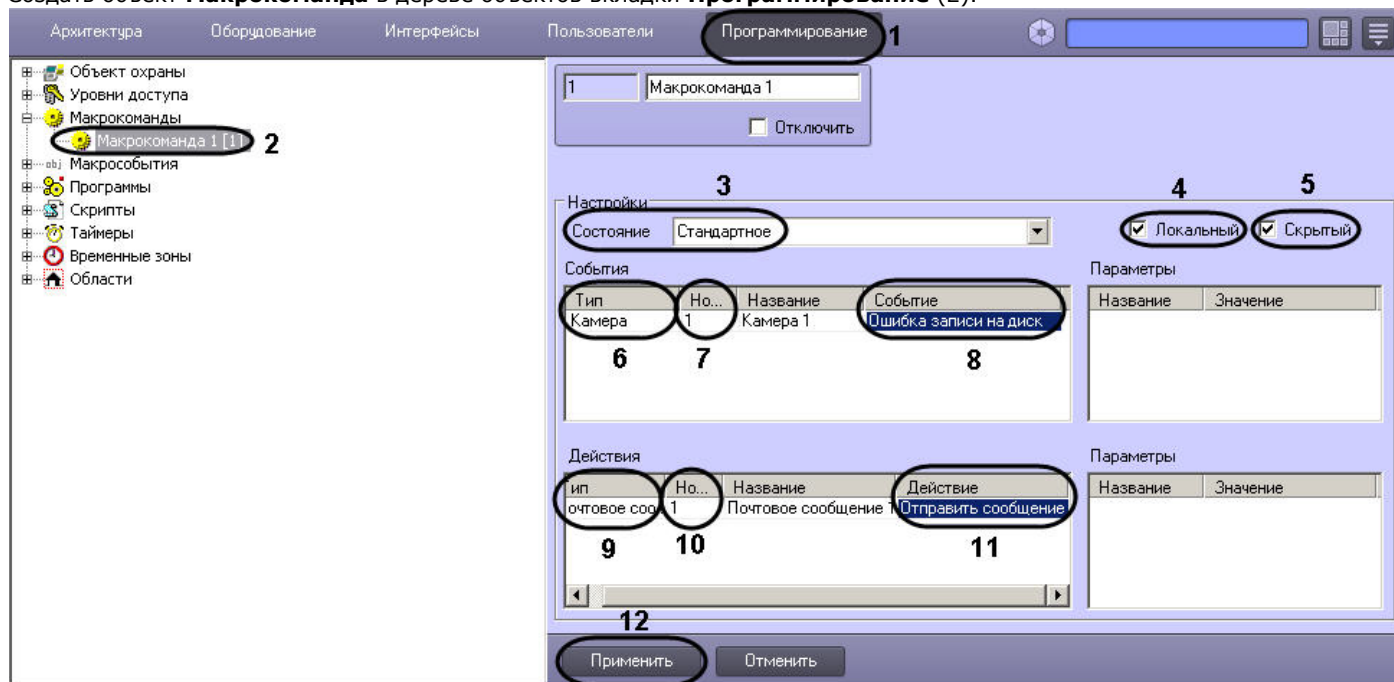 Создать объект Макрокоманда в дереве объектов вкладки Программирование (2).
Архитектура Оборудование Интерфейсы Пользователи Программирование 1
Объект охраны
Уровни доступа
Макрокоманды
Макрокоманда 1 [1] 2
obj Макрособытия
Программы
Скрипты
Таймеры
Временные зоны
Области
1 Макрокоманда 1
Отключить
3 4 5
Настройки
Состояние Стандартное Локальный Скрытый
События Параметры
Тип Но... Название Событие Название Значение
Камера 1 Камера 1 Ошибка записи на диск
6 7 8
Действия Параметры
ип Но... Название Действие Название Значение
очтовое соо 1 Почтовое сообщение 1 Отправить сообщение
9 10 11
12
Применить Отменить